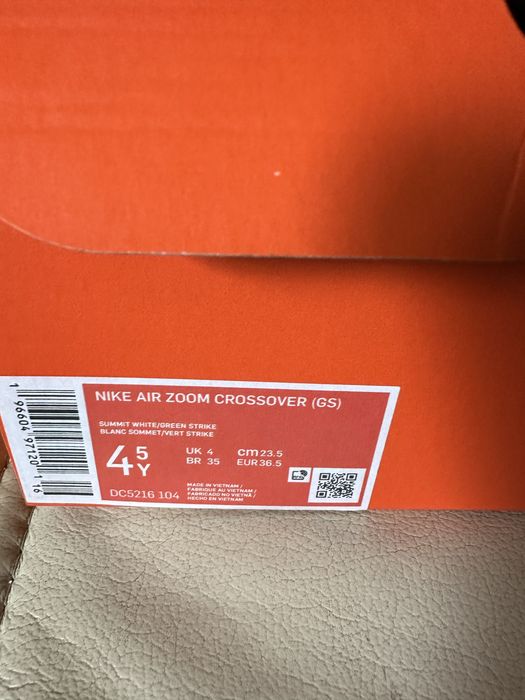 NIKE AIR ZOOM CROSSOVER (GS)
SUMMIT WHITE/GREEN STRIKE
BLANC SOMMET/VERT STRIKE
4 5Y
UK 4 cm 23.5
BR 35 EUR 36.5
DC5216 104
MADE IN VIETNAM /
FABRIQUÉ AU VIETNAM /
FABRICADO NO VIETNÃ /
HECHO EN VIETNAM
1 96604 97120 1 16